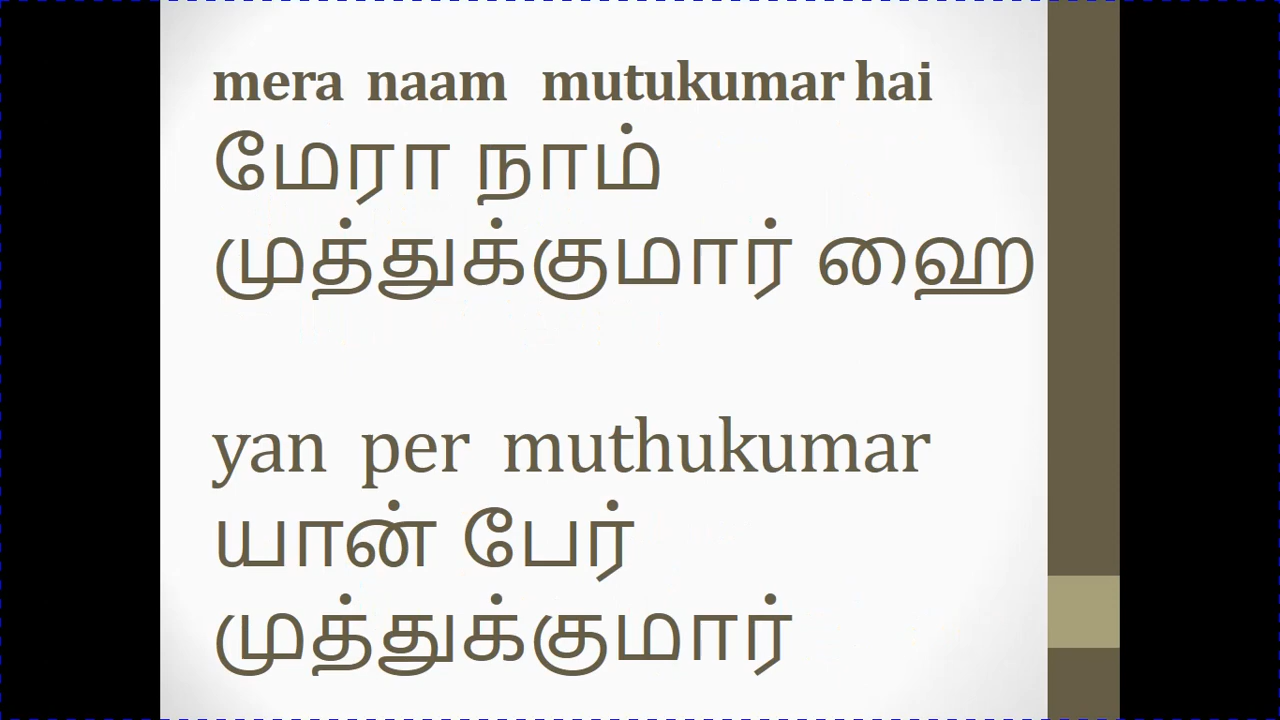 mera naam mutukumar hai
மேரா நாம்
முத்துக்குமார் ஹை
yan per muthukumar
யான் பேர்
முத்துக்குமார்